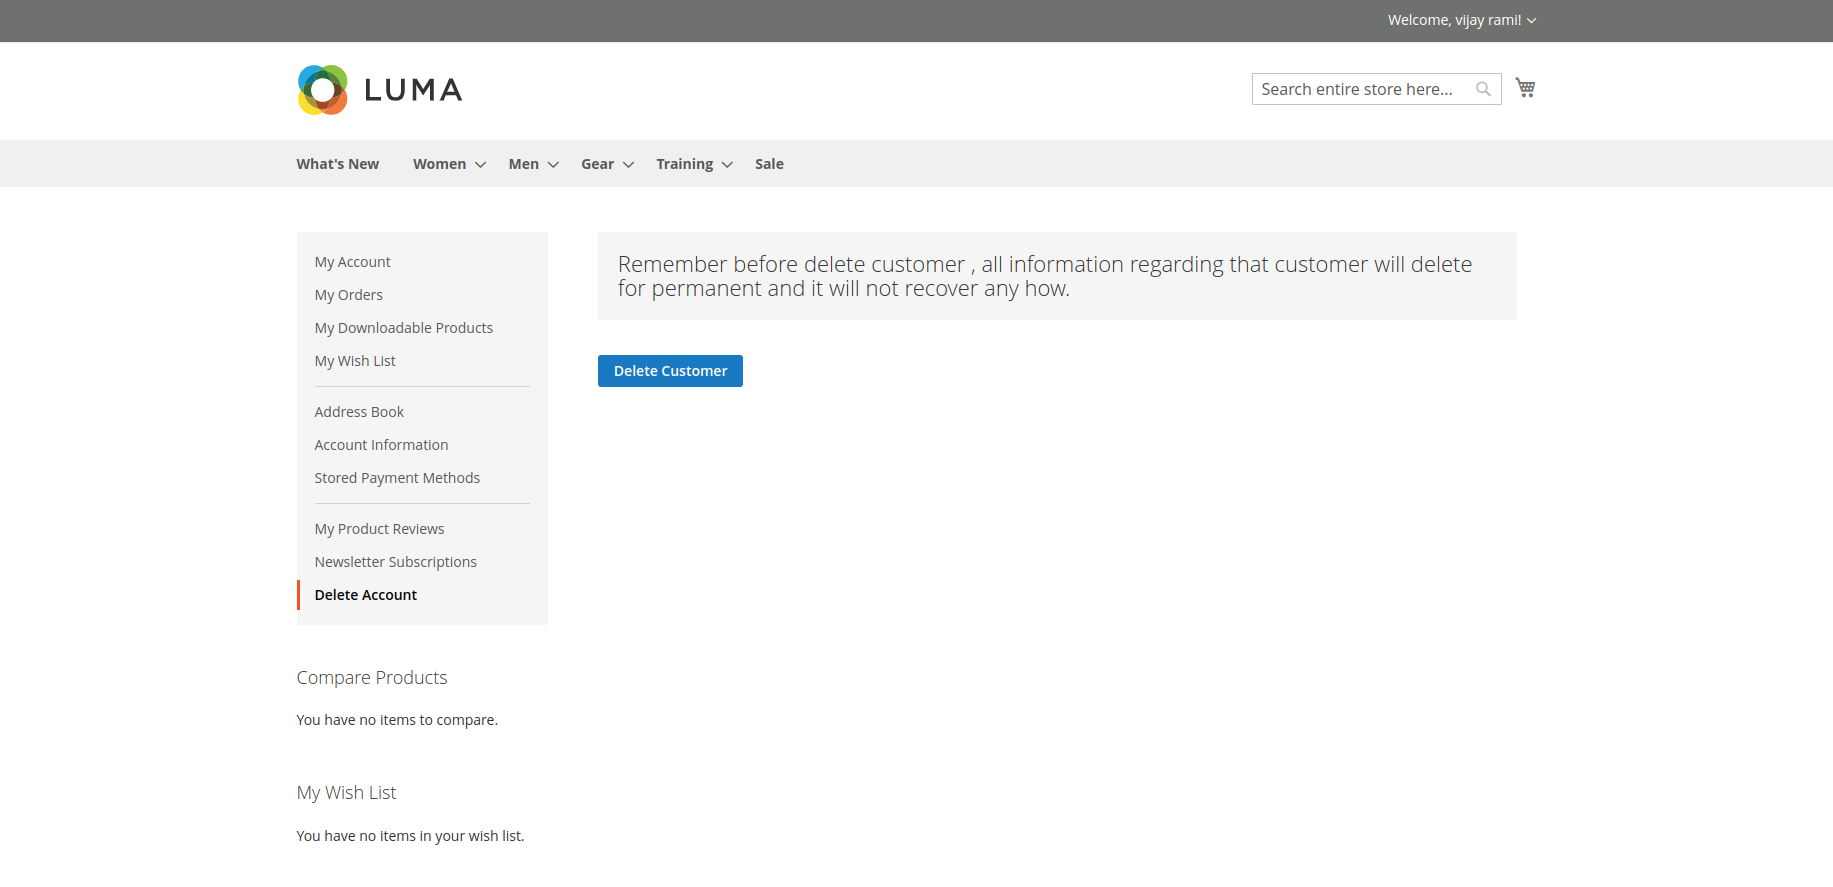 Welcome, vijay rami!
LUMA
Search entire store here...
What's New Women Men Gear Training Sale
My Account
My Orders
My Downloadable Products
My Wish List
Address Book
Account Information
Stored Payment Methods
My Product Reviews
Newsletter Subscriptions
Delete Account
Remember before delete customer , all information regarding that customer will delete
for permanent and it will not recover any how.
Delete Customer
Compare Products
You have no items to compare.
My Wish List
You have no items in your wish list.